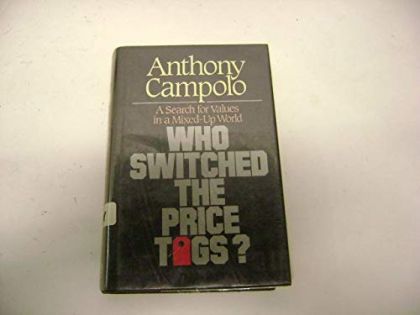 Anthony
Campolo
A Search for Values
in a Mixed-Up World
WHO
SWITCHED
THE
PRICE
TAGS?